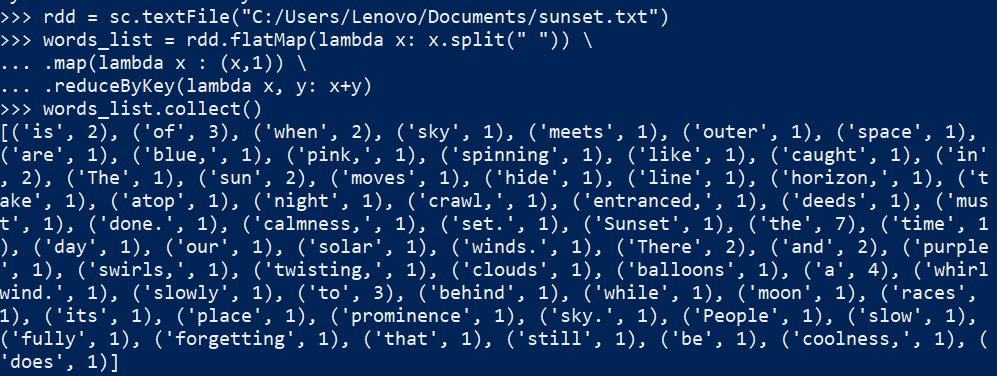 >>> rdd = sc.textFile("C:/Users/Lenovo/Documents/sunset.txt")
>>> words_list = rdd.flatMap(lambda x: x.split(" ")) \
... .map(lambda x : (x,1)) \
... .reduceByKey(lambda x, y: x+y)
>>> words_list.collect()
[('is', 2), ('of', 3), ('when', 2), ('sky', 1), ('meets', 1), ('outer', 1), ('space', 1),
('are', 1), ('blue,', 1), ('pink,', 1), ('spinning', 1), ('like', 1), ('caught', 1), ('in'
, 2), ('The', 1), ('sun', 2), ('moves', 1), ('hide', 1), ('line', 1), ('horizon,', 1), ('t
ake', 1), ('atop', 1), ('night', 1), ('crawl,', 1), ('entranced,', 1), ('deeds', 1), ('mus
t', 1), ('done.', 1), ('calmness,', 1), ('set. ', 1), ('Sunset', 1), ('the', 7), ('time', 1
), ('day', 1), ('our', 1), ('solar', 1), ('winds.', 1), ('There', 2), ('and', 2), ('purple
', 1), ('swirls,', 1), ('twisting,', 1), ('clouds', 1), ('balloons', 1), ('a', 4), ('whirl
wind.', 1), ('slowly', 1), ('to', 3), ('behind', 1), ('while', 1), ('moon', 1), ('races',
1), ('its', 1), ('place', 1), ('prominence', 1), ('sky.', 1), ('People', 1), ('slow', 1),
('fully', 1), ('forgetting', 1), ('that', 1), ('still', 1), ('be', 1), ('coolness,', 1), (
'does', 1)]